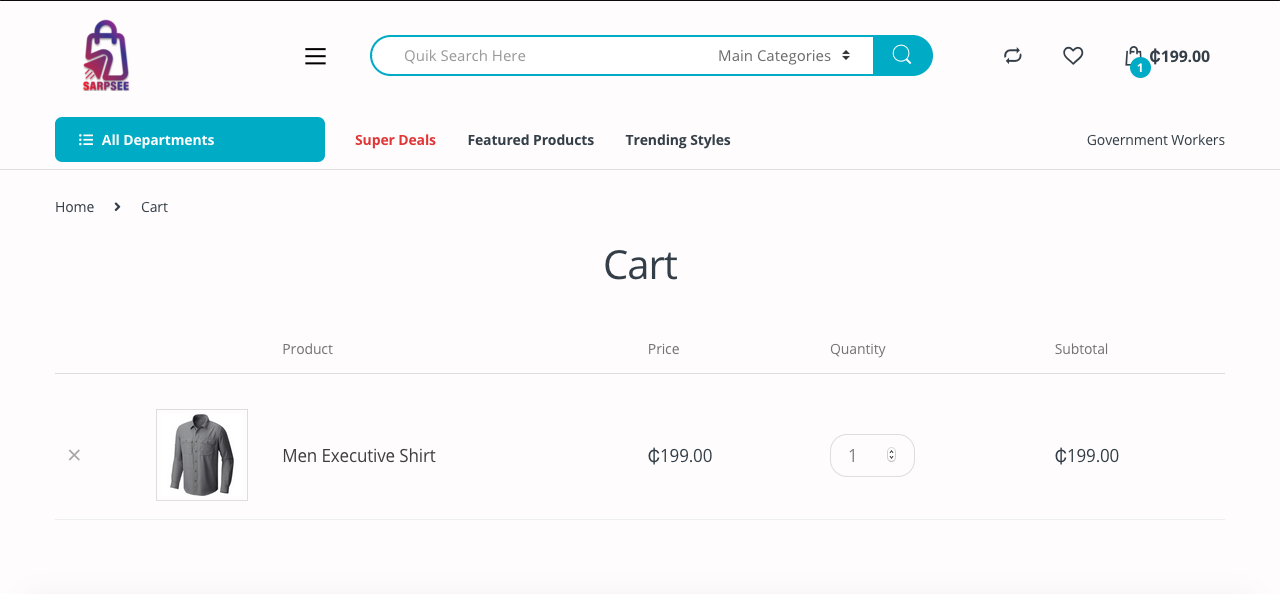 SARPSEE
Quik Search Here
Main Categories
1
₵199.00
All Departments
Super Deals
Featured Products
Trending Styles
Government Workers
Home
Cart
Cart
Product Price Quantity Subtotal
Men Executive Shirt ₵199.00 1 ₵199.00